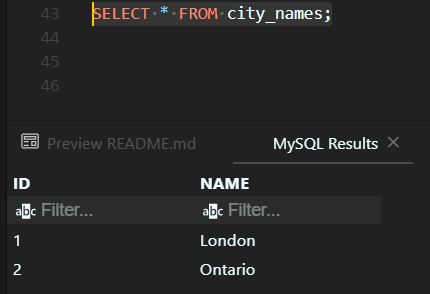 43 SELECT * FROM city_names;
44
45
46
Preview README.md MySQL Results
ID NAME
abc Filter... abc Filter...
1 London
2 Ontario